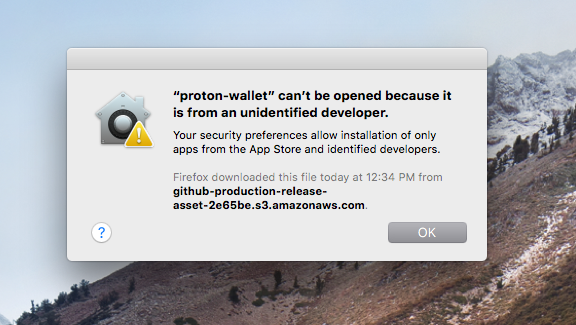 “proton-wallet” can’t be opened because it
is from an unidentified developer.
Your security preferences allow installation of only
apps from the App Store and identified developers.
Firefox downloaded this file today at 12:34 PM from
github-production-release-
asset-2e65be.s3.amazonaws.com.
?
OK